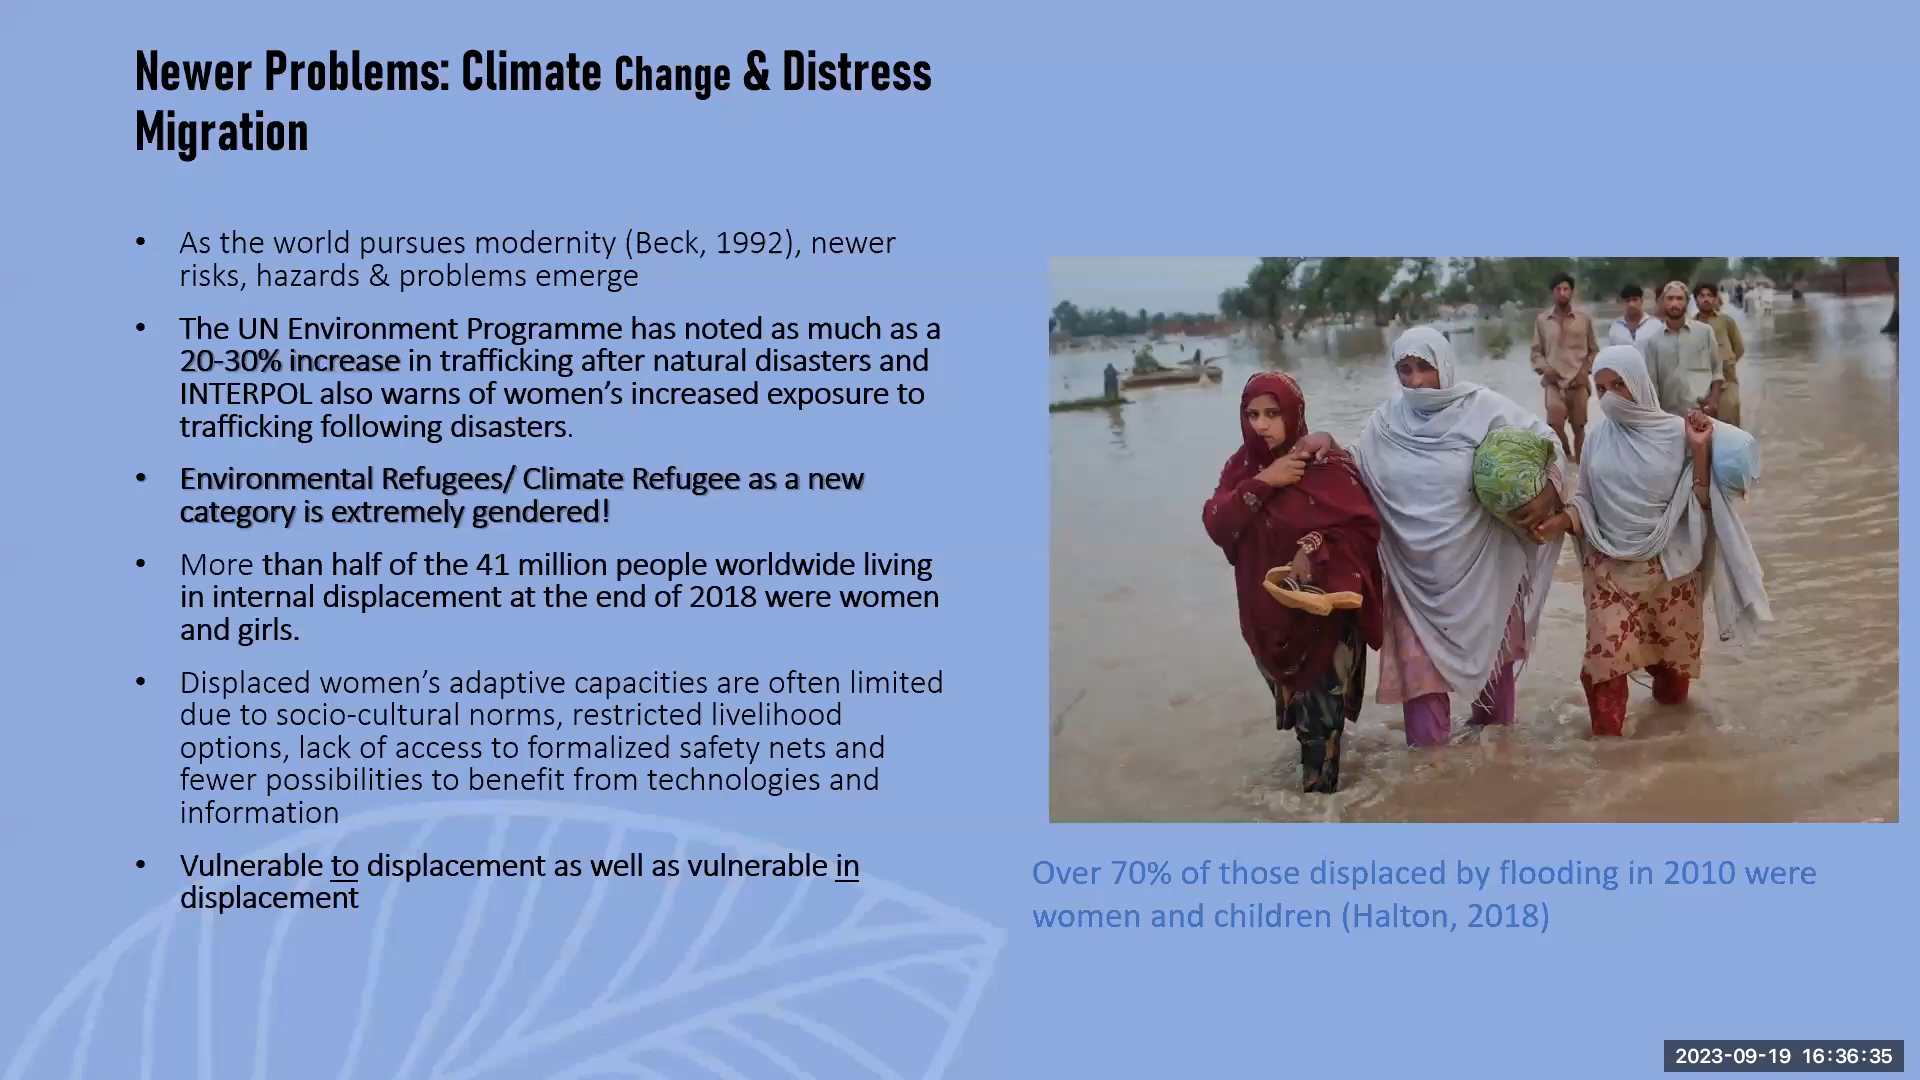 Newer Problems: Climate Change & Distress
Migration
• As the world pursues modernity (Beck, 1992), newer
risks, hazards & problems emerge
• The UN Environment Programme has noted as much as a
20-30% increase in trafficking after natural disasters and
INTERPOL also warns of women’s increased exposure to
trafficking following disasters.
• Environmental Refugees/ Climate Refugee as a new
category is extremely gendered!
• More than half of the 41 million people worldwide living
in internal displacement at the end of 2018 were women
and girls.
• Displaced women’s adaptive capacities are often limited
due to socio-cultural norms, restricted livelihood
options, lack of access to formalized safety nets and
fewer possibilities to benefit from technologies and
information
• Vulnerable to displacement as well as vulnerable in
displacement
Over 70% of those displaced by flooding in 2010 were
women and children (Halton, 2018)
2023-09-19 16:36:35